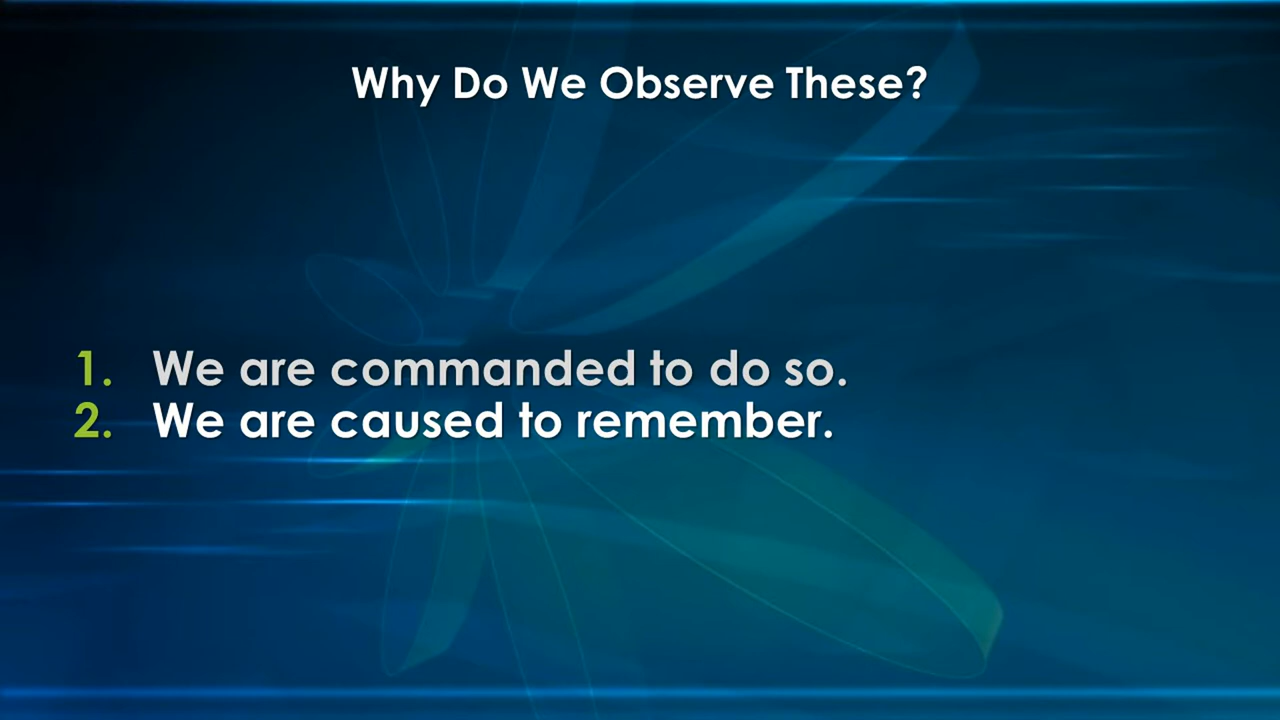 Why Do We Observe These?
1. We are commanded to do so.
2. We are caused to remember.